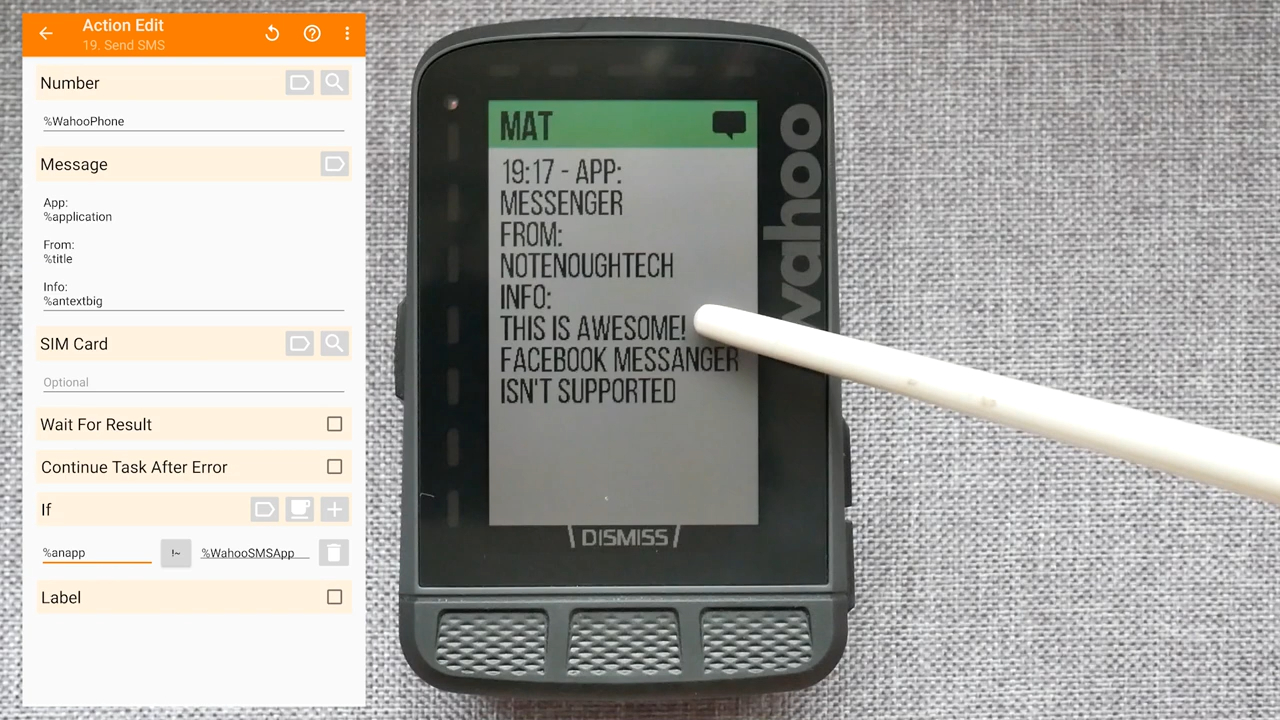 Action Edit
19. Send SMS
Number
%WahooPhone
Message
App:
%application
From:
%title
Info:
%antextbig
SIM Card
Optional
Wait For Result
Continue Task After Error
If
%anapp
!~
%WahooSMSApp
Label
MAT
19:17 - APP:
MESSENGER
FROM:
NOTENOUGHTECH
INFO:
THIS IS AWESOME!
FACEBOOK MESSANGER
ISN'T SUPPORTED
DISMISS
wahoo